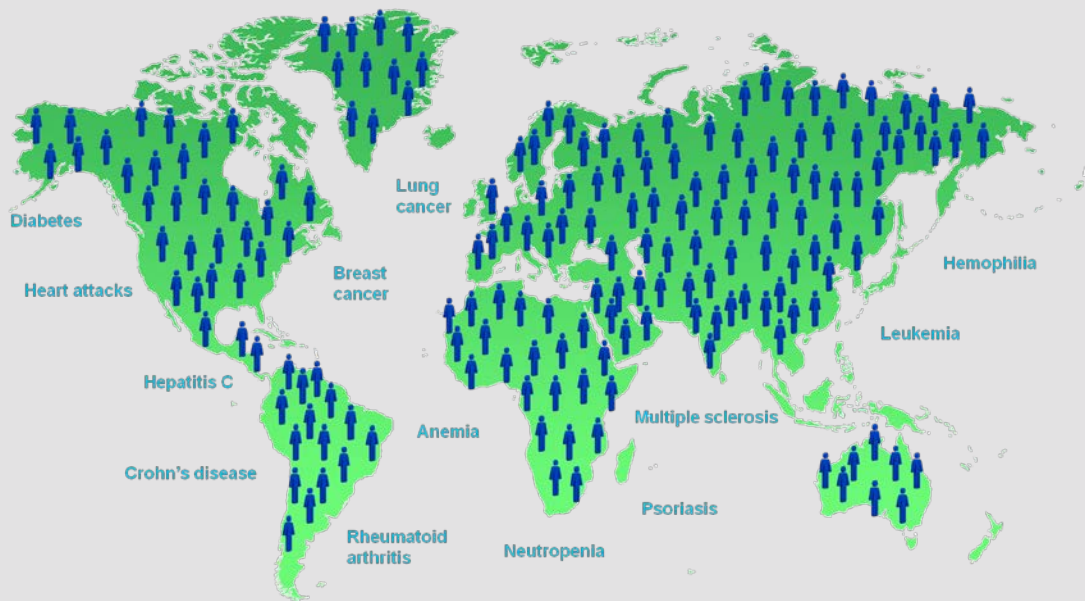 Lung
cancer
Diabetes
Breast
cancer
Hemophilia
Heart attacks
Leukemia
Hepatitis C
Multiple sclerosis
Anemia
Crohn's disease
Psoriasis
Rheumatoid
arthritis
Neutropenia